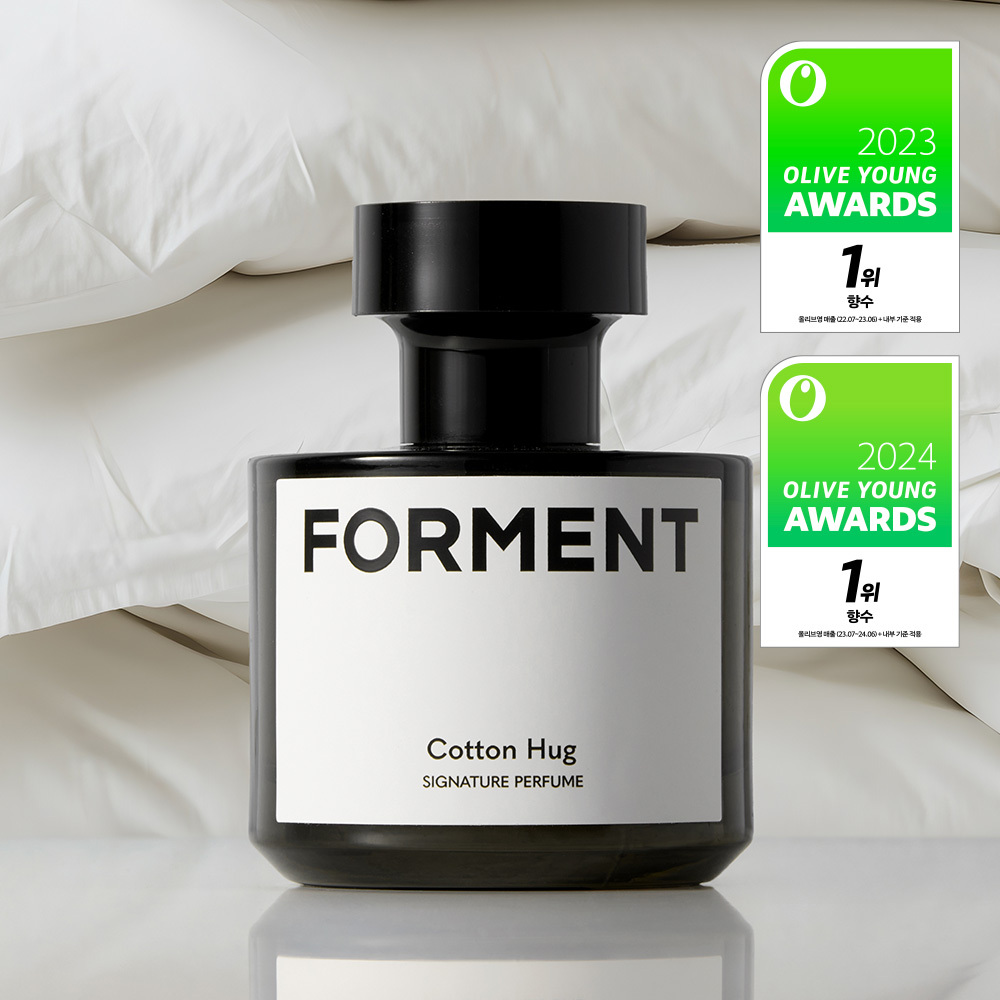 FORMENT
Cotton Hug
SIGNATURE PERFUME
2023
OLIVE YOUNG
AWARDS
1위
향수
올리브영 매출 (22.07~23.06) + 내부 기준 적용
2024
OLIVE YOUNG
AWARDS
1위
향수
올리브영 매출 (23.07~24.06) + 내부 기준 적용